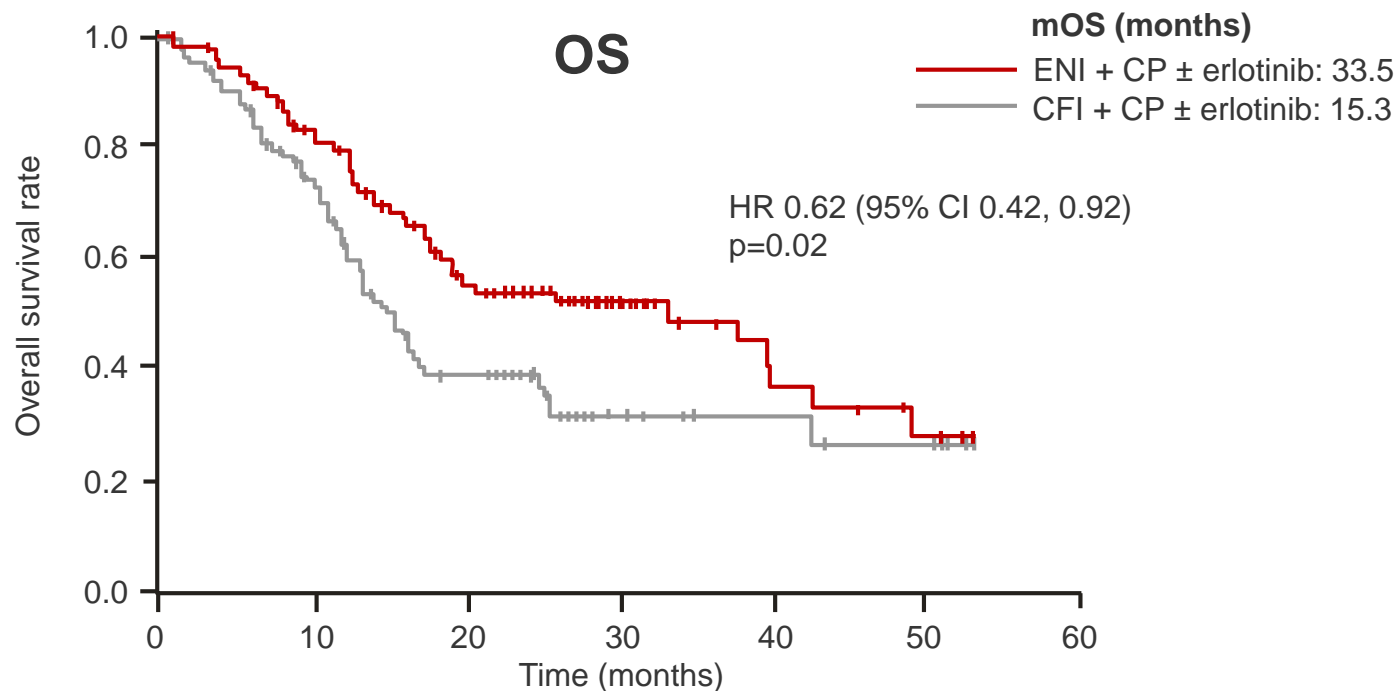 OS
mOS (months)
ENI + CP ± erlotinib: 33.5
CFI + CP ± erlotinib: 15.3
HR 0.62 (95% CI 0.42, 0.92)
p=0.02
Overall survival rate
1.0
0.8
0.6
0.4
0.2
0.0
0 10 20 30 40 50 60
Time (months)